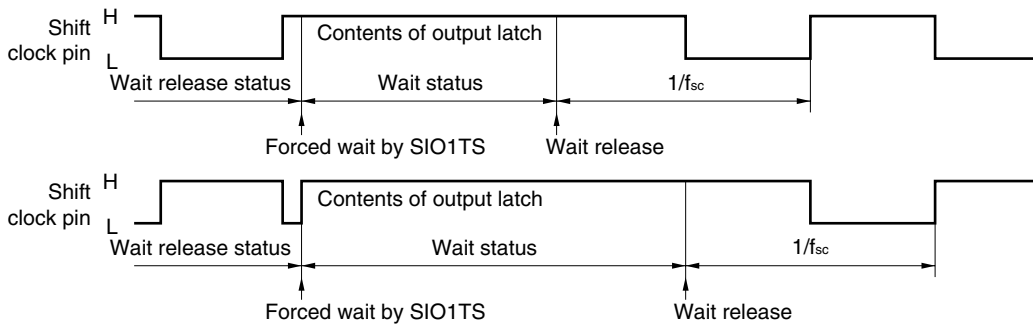 H
Shift
clock pin
L
Contents of output latch
Wait release status
Wait status
1/fsc
Forced wait by SIO1TS
Wait release
H
Shift
clock pin
L
Contents of output latch
Wait release status
Wait status
1/fsc
Forced wait by SIO1TS
Wait release